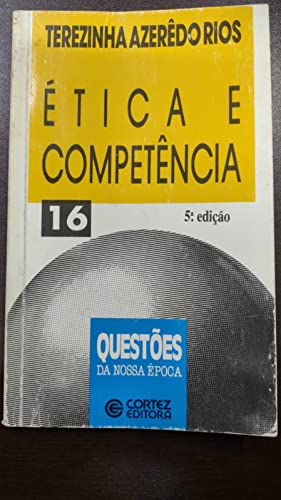 TEREZINHA AZERÊDO RIOS
ÉTICA E
COMPETÊNCIA
16
5ª edição
QUESTÕES
DA NOSSA ÉPOCA
CORTEZ
EDITORA